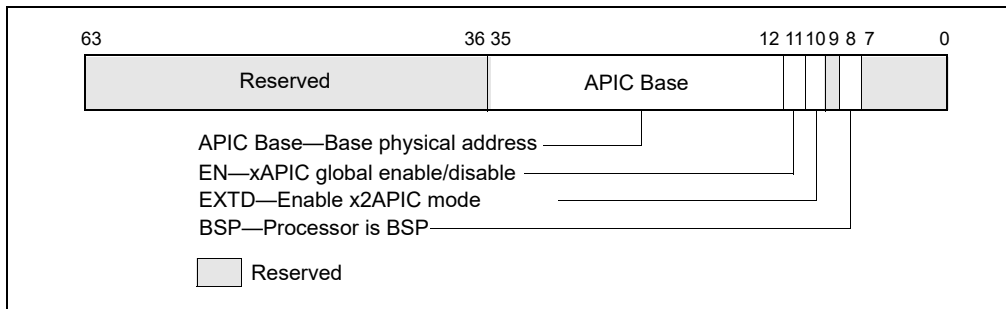 63 36 35 12 11 10 9 8 7 0
Reserved APIC Base
APIC Base—Base physical address
EN—xAPIC global enable/disable
EXTD—Enable x2APIC mode
BSP—Processor is BSP
Reserved